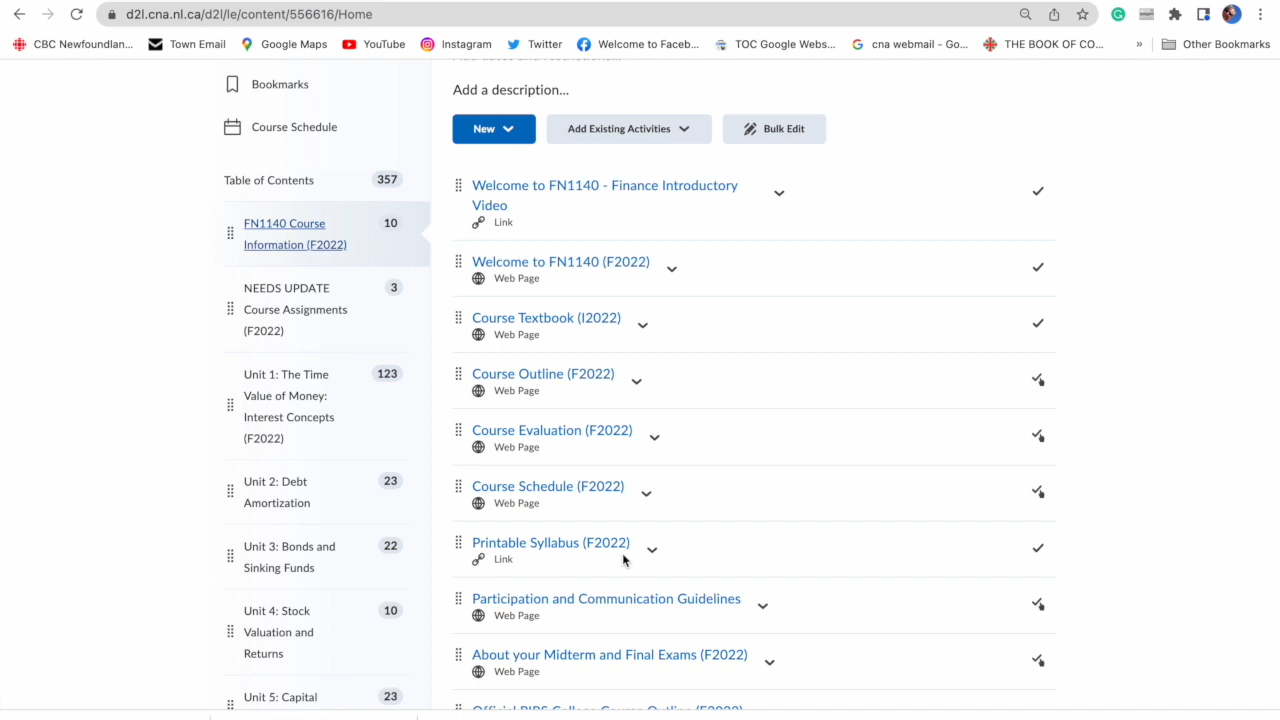 d2l.cna.nl.ca/d2l/le/content/556616/Home
CBC Newfoundlan... Town Email Google Maps YouTube Instagram Twitter Welcome to Faceb... TOC Google Webs... cna webmail - Go... THE BOOK OF CO... » Other Bookmarks
Bookmarks
Course Schedule
Table of Contents 357
FN1140 Course 10
Information (F2022)
NEEDS UPDATE 3
Course Assignments
(F2022)
Unit 1: The Time 123
Value of Money:
Interest Concepts
(F2022)
Unit 2: Debt 23
Amortization
Unit 3: Bonds and 22
Sinking Funds
Unit 4: Stock 10
Valuation and
Returns
Unit 5: Capital 23
Add a description...
New Add Existing Activities Bulk Edit
Welcome to FN1140 - Finance Introductory
Video
Link
Welcome to FN1140 (F2022)
Web Page
Course Textbook (I2022)
Web Page
Course Outline (F2022)
Web Page
Course Evaluation (F2022)
Web Page
Course Schedule (F2022)
Web Page
Printable Syllabus (F2022)
Link
Participation and Communication Guidelines
Web Page
About your Midterm and Final Exams (F2022)
Web Page